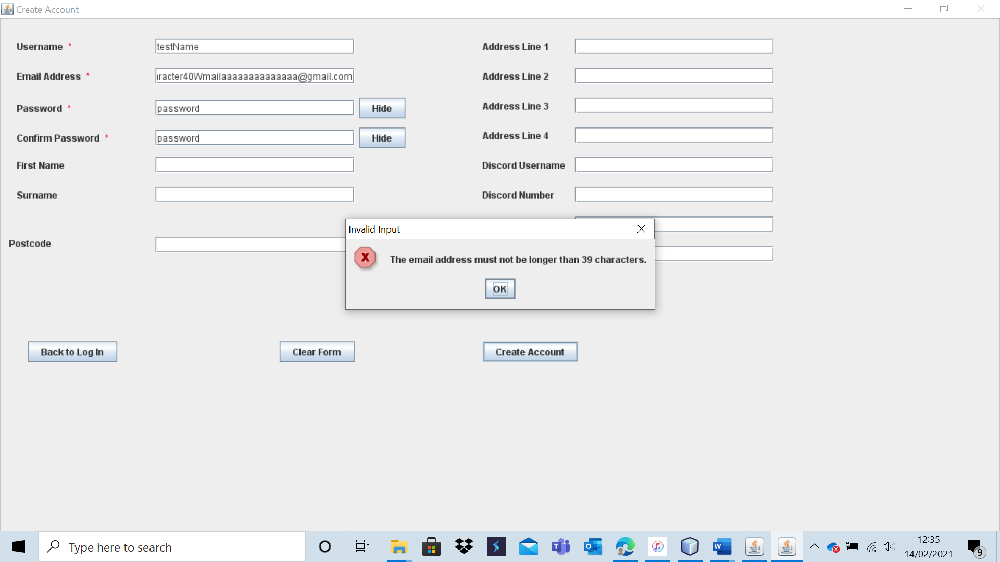 Create Account
Username * testName
Email Address * ıracter40Wmailaaaaaaaaaaaaaa@gmail.com
Password * password Hide
Confirm Password * password Hide
First Name
Surname
Postcode
Address Line 1
Address Line 2
Address Line 3
Address Line 4
Discord Username
Discord Number
Invalid Input
The email address must not be longer than 39 characters.
OK
Back to Log In
Clear Form
Create Account
Type here to search
12:35
14/02/2021
9